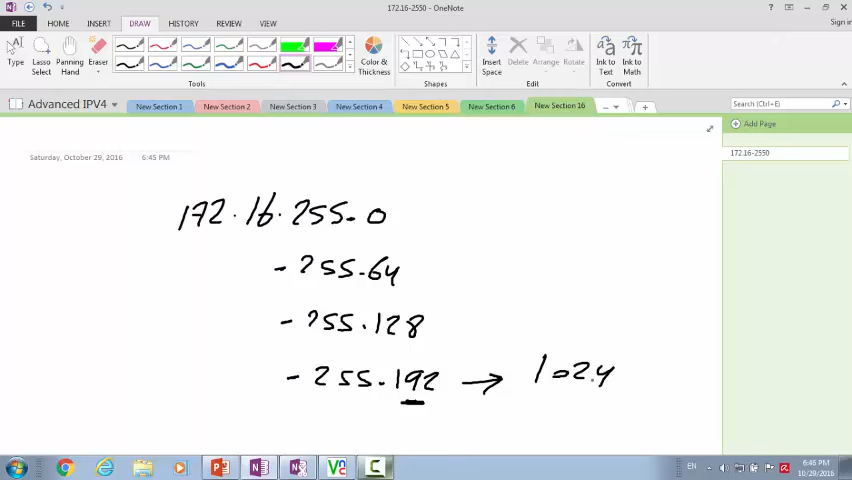 172.16-2550 - OneNote
Sign in
FILE HOME INSERT DRAW HISTORY REVIEW VIEW
Type Lasso Select Panning Hand Eraser Color & Thickness Insert Space Delete Arrange Rotate Ink to Text Ink to Math
Tools Shapes Edit Convert
Advanced IPV4 New Section 1 New Section 2 New Section 3 New Section 4 New Section 5 New Section 6 New Section 16 Search (Ctrl+E)
Add Page
172.16-2550
Saturday, October 29, 2016 6:45 PM
172.16.255.0
- 255.64
- 255.128
- 255.192 → 1024
EN 6:46 PM
10/29/2016